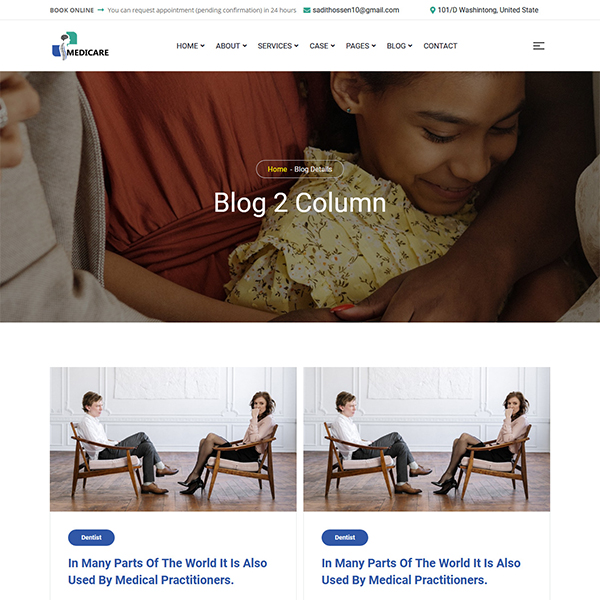 BOOK ONLINE → You can request appointment (pending confirmation) in 24 hours sadithossen10@gmail.com 101/D Washintong, United State
MEDICARE HOME ABOUT SERVICES CASE PAGES BLOG CONTACT
Home - Blog Details
Blog 2 Column
Dentist Dentist
In Many Parts Of The World It Is Also In Many Parts Of The World It Is Also
Used By Medical Practitioners. Used By Medical Practitioners.